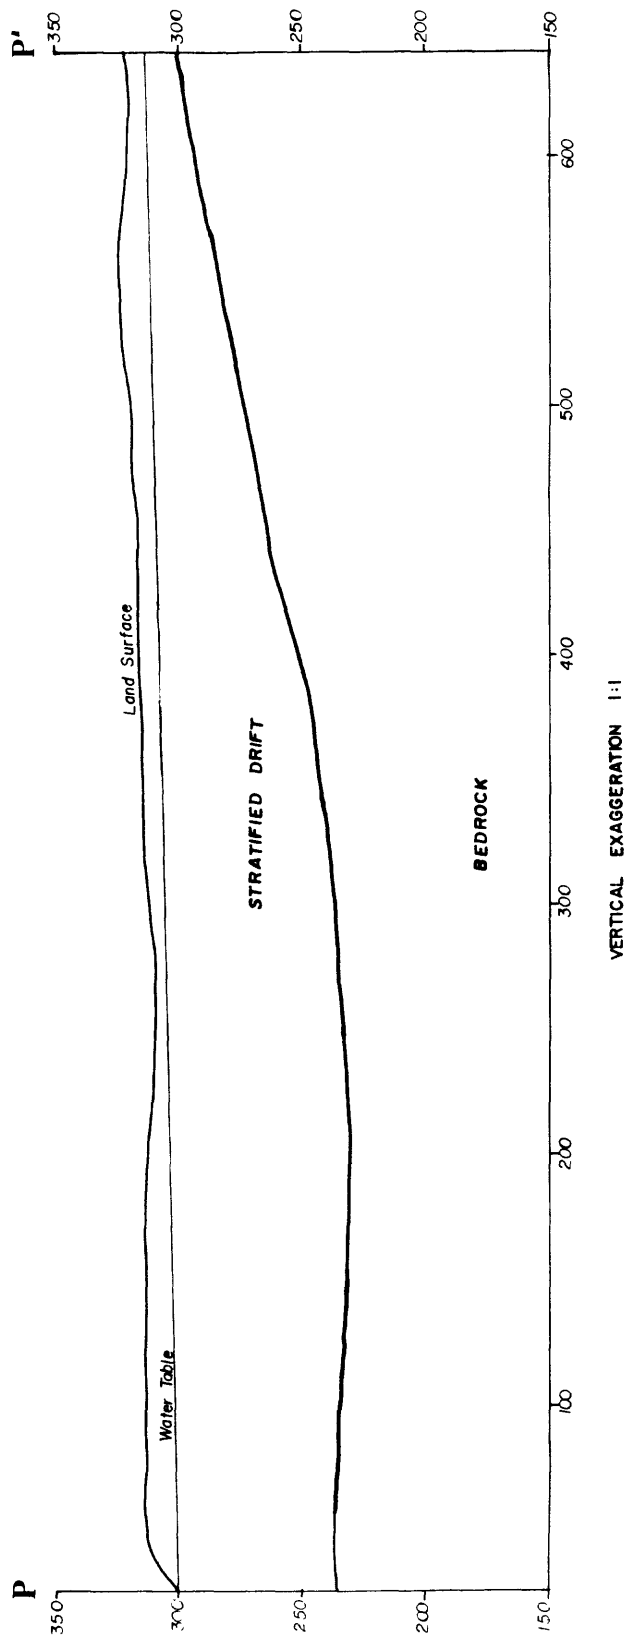 P
P'
350
300
250
200
150
350
300
250
200
150
Land Surface
Water Table
STRATIFIED DRIFT
BEDROCK
100
200
300
400
500
600
VERTICAL EXAGGERATION 1:1